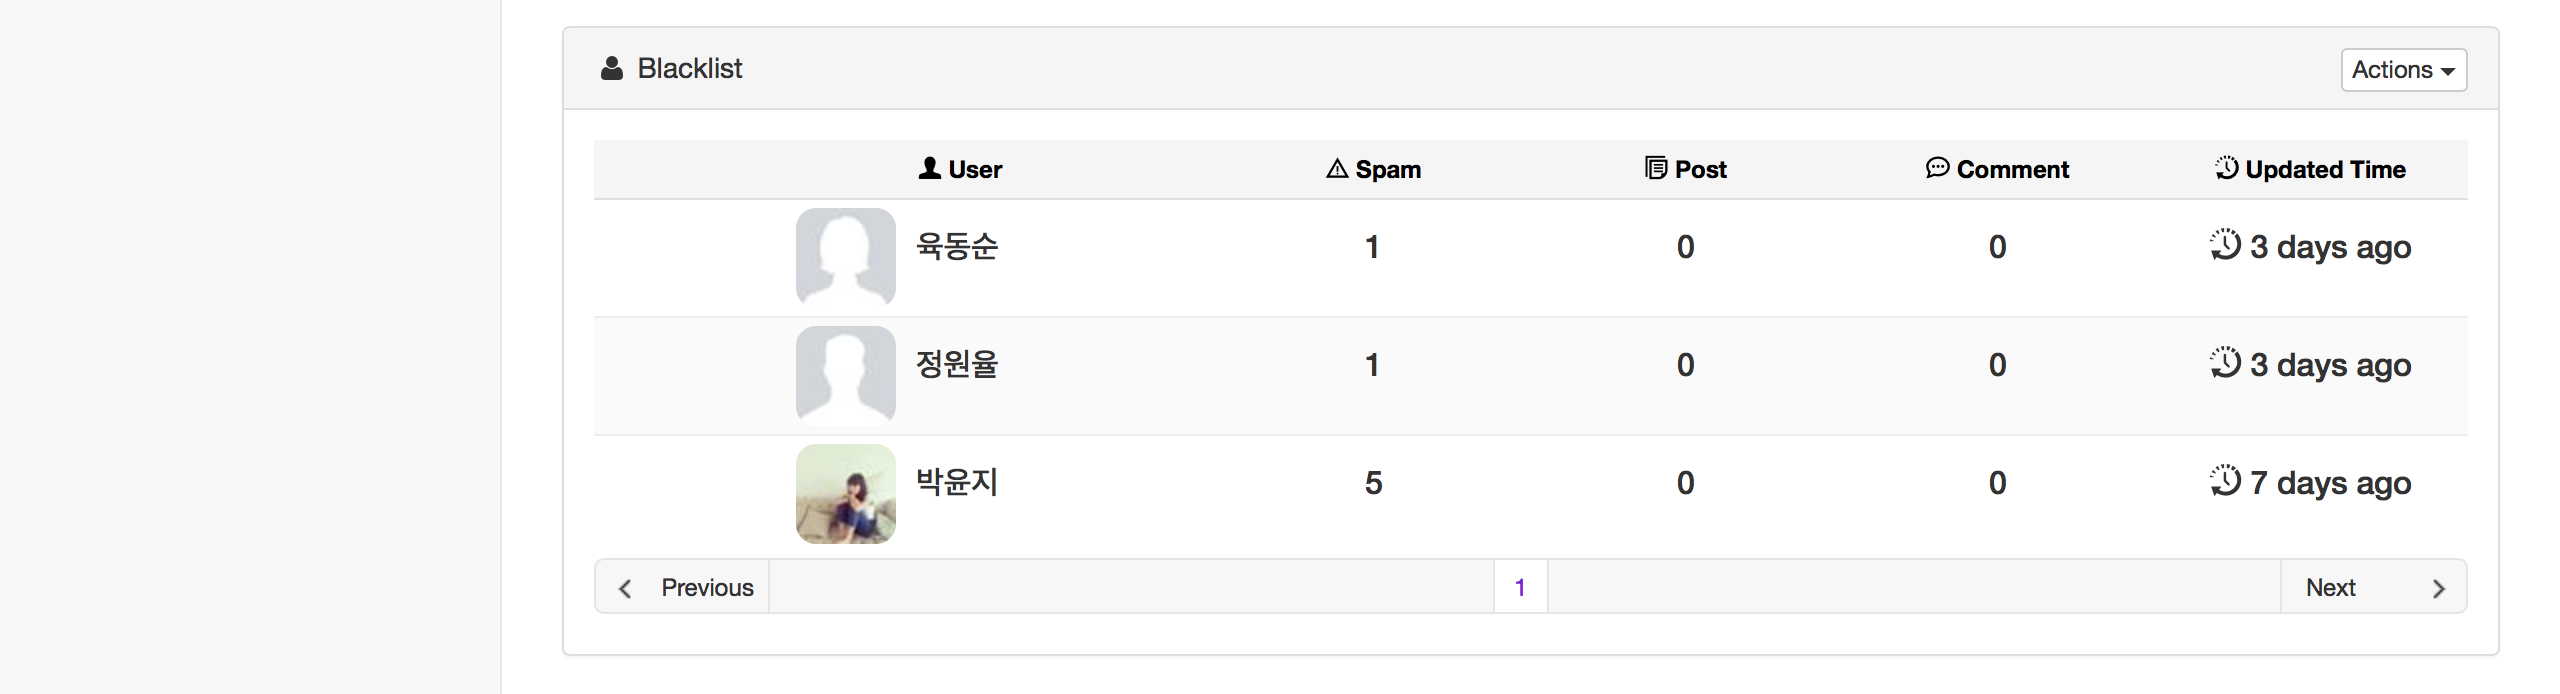 Blacklist
Actions
User Spam Post Comment Updated Time
육동순 1 0 0 3 days ago
정원율 1 0 0 3 days ago
박윤지 5 0 0 7 days ago
Previous 1 Next